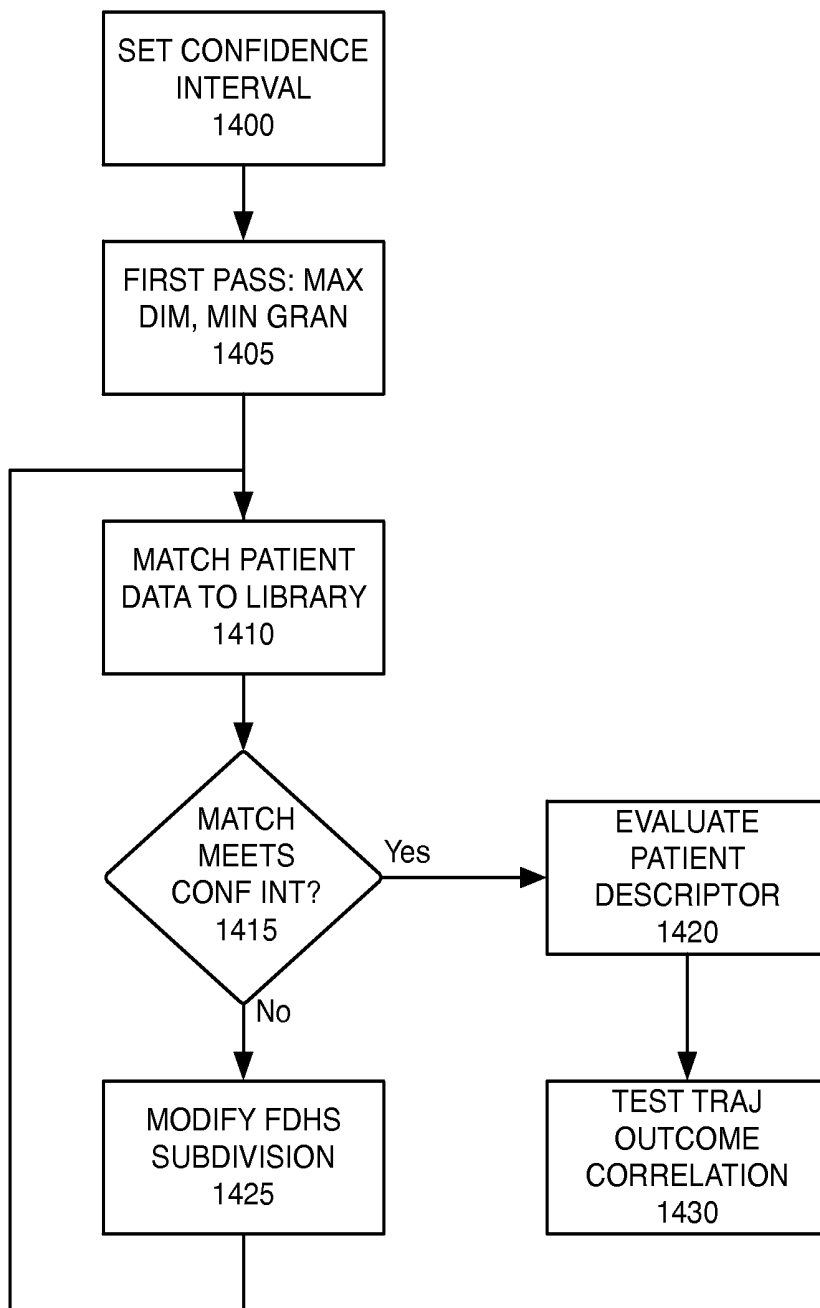 SET CONFIDENCE
INTERVAL
1400
FIRST PASS: MAX
DIM, MIN GRAN
1405
MATCH PATIENT
DATA TO LIBRARY
1410
MATCH
MEETS
CONF INT?
1415
Yes
No
EVALUATE
PATIENT
DESCRIPTOR
1420
MODIFY FDHS
SUBDIVISION
1425
TEST TRAJ
OUTCOME
CORRELATION
1430